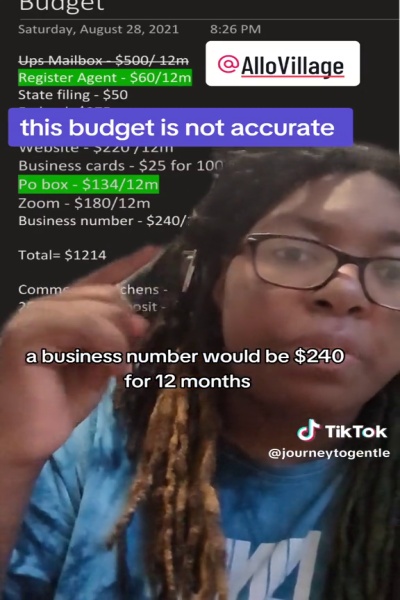 Budget
Saturday, August 28, 2021 8:26 PM
Ups Mailbox - $500/ 12m
@AlloVillage
Register Agent - $60/12m
State filing - $50
this budget is not accurate
Website - $220 /12m
Business cards - $25 for 100
Po box - $134/12m
Zoom - $180/12m
Business number - $240/
Total= $1214
a business number would be $240
for 12 months
TikTok
@journeytogentle